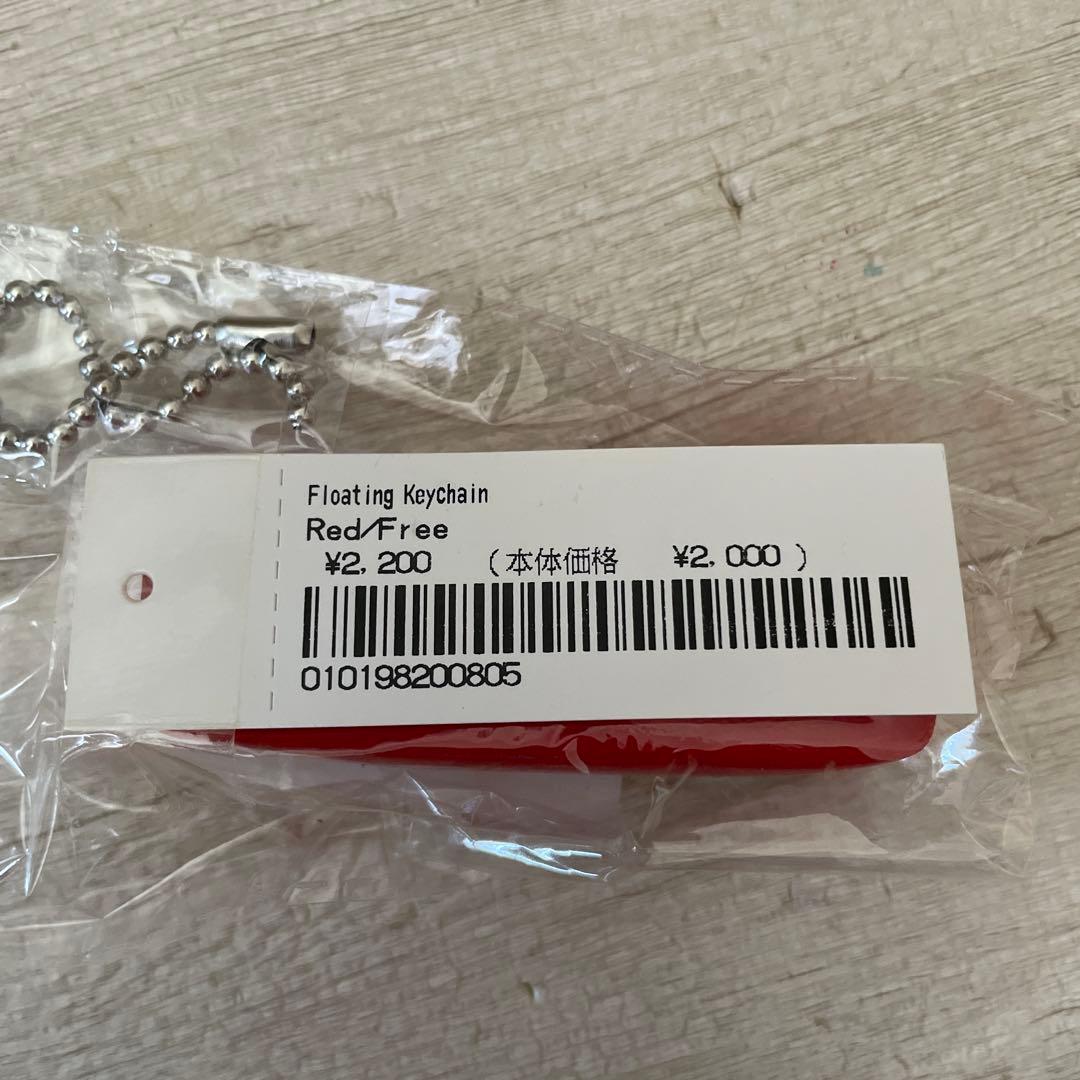 Floating Keychain
Red/Free
¥2,200 (本体価格 ¥2,000)
010198200805